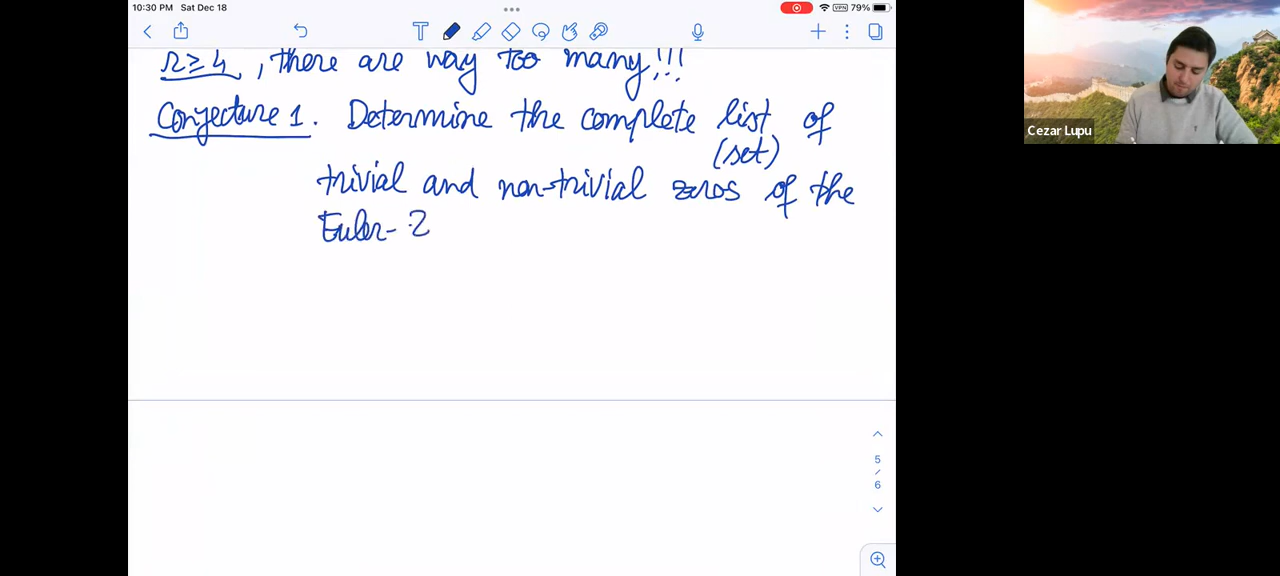 10:30 PM Sat Dec 18
VPN 79%
r ≥ 4, there are way too many!!!
Conjecture 1. Determine the complete list of
(set)
trivial and non-trivial zeros of the
Euler- Z
Cezar Lupu
5
/
6